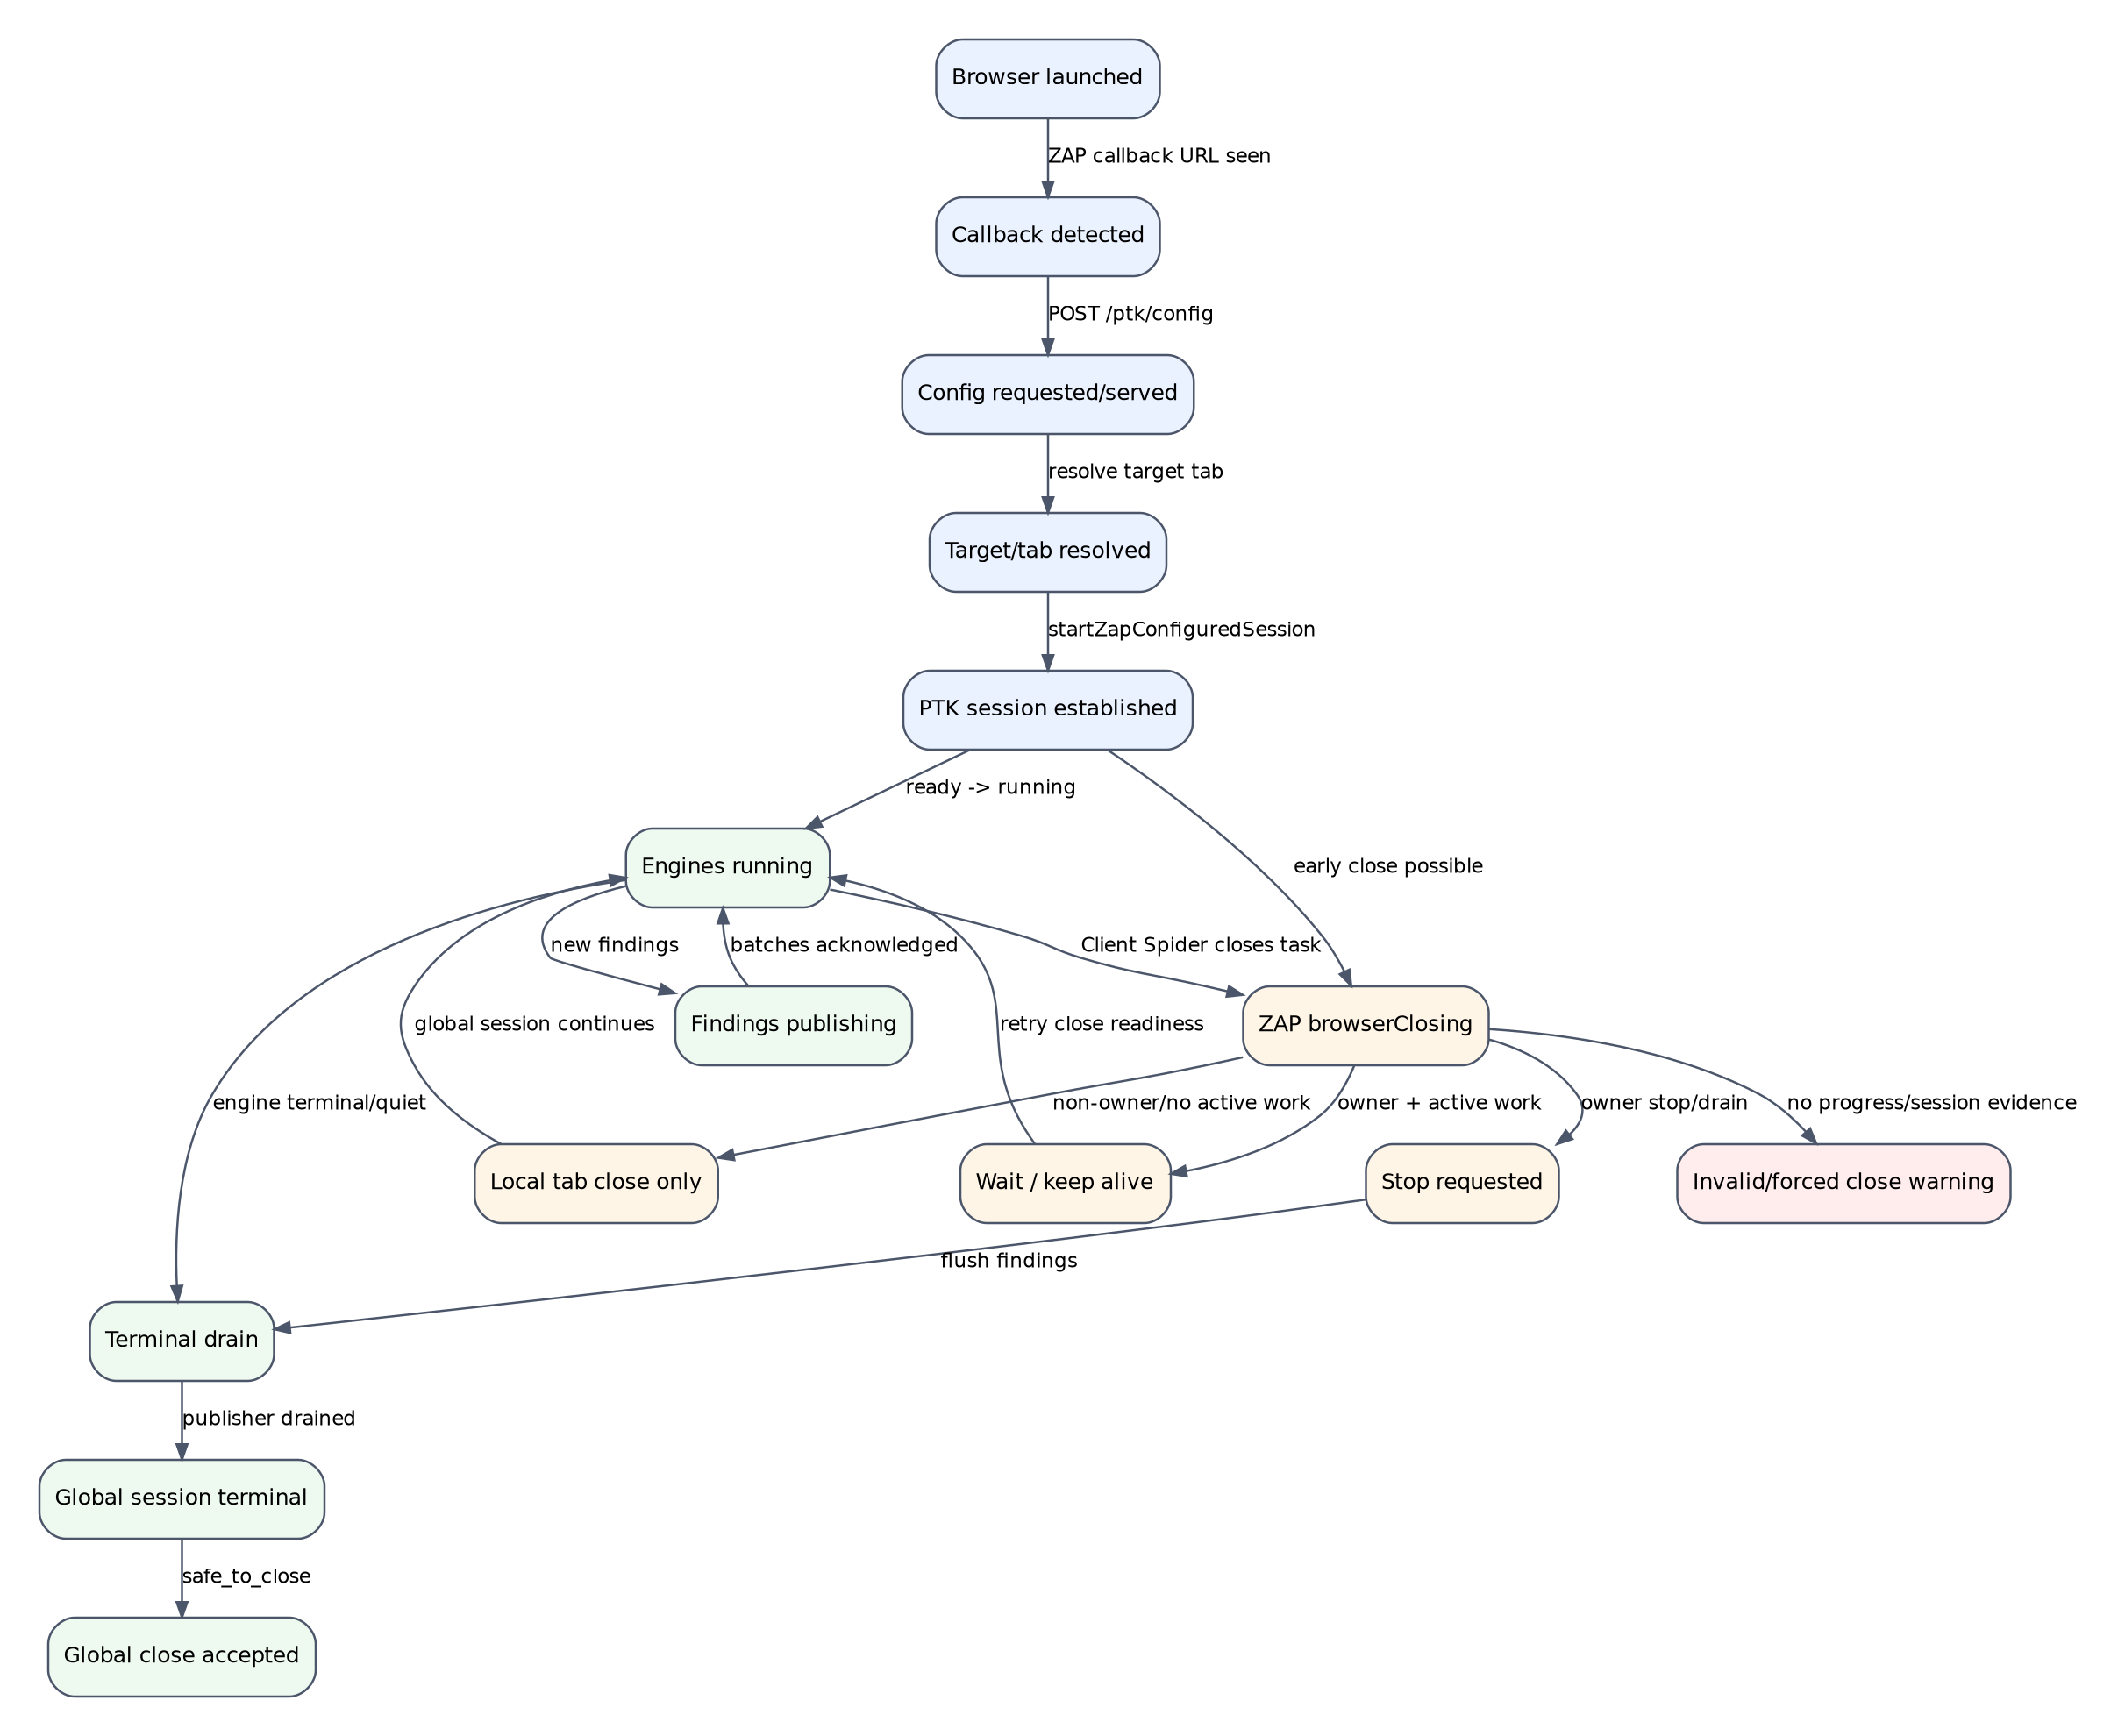 Browser launched
ZAP callback URL seen
Callback detected
POST /ptk/config
Config requested/served
resolve target tab
Target/tab resolved
startZapConfiguredSession
PTK session established
ready -> running
Engines running
early close possible
new findings
batches acknowledged
Client Spider closes task
global session continues
Findings publishing
retry close readiness
ZAP browserClosing
engine terminal/quiet
non-owner/no active work
owner + active work
owner stop/drain
no progress/session evidence
Local tab close only
Wait / keep alive
Stop requested
Invalid/forced close warning
flush findings
Terminal drain
publisher drained
Global session terminal
safe_to_close
Global close accepted